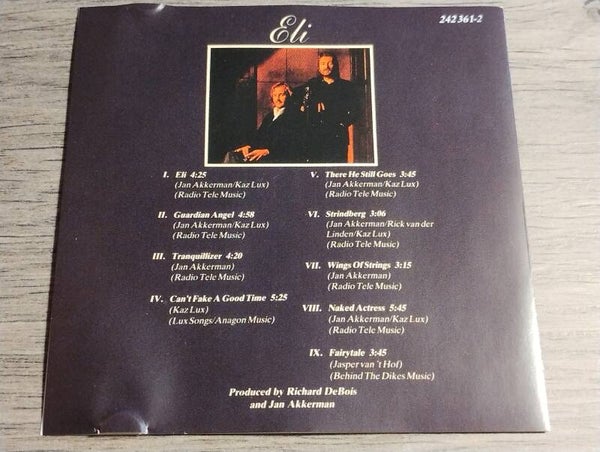 Eli
242 361-2
I. Eli 4:25
(Jan Akkerman/Kaz Lux)
(Radio Tele Music)
II. Guardian Angel 4:58
(Jan Akkerman/Kaz Lux)
(Radio Tele Music)
III. Tranquillizer 4:20
(Jan Akkerman)
(Radio Tele Music)
IV. Can't Fake A Good Time 5:25
(Kaz Lux)
(Lux Songs/Anagon Music)
V. There He Still Goes 3:45
(Jan Akkerman/Kaz Lux)
(Radio Tele Music)
VI. Strindberg 3:06
(Jan Akkerman/Rick van der
Linden/Kaz Lux)
(Radio Tele Music)
VII. Wings Of Strings 3:15
(Jan Akkerman)
(Radio Tele Music)
VIII. Naked Actress 5:45
(Jan Akkerman/Kaz Lux)
(Radio Tele Music)
IX. Fairytale 3:45
(Jasper van 't Hof)
(Behind The Dikes Music)
Produced by Richard DeBois
and Jan Akkerman